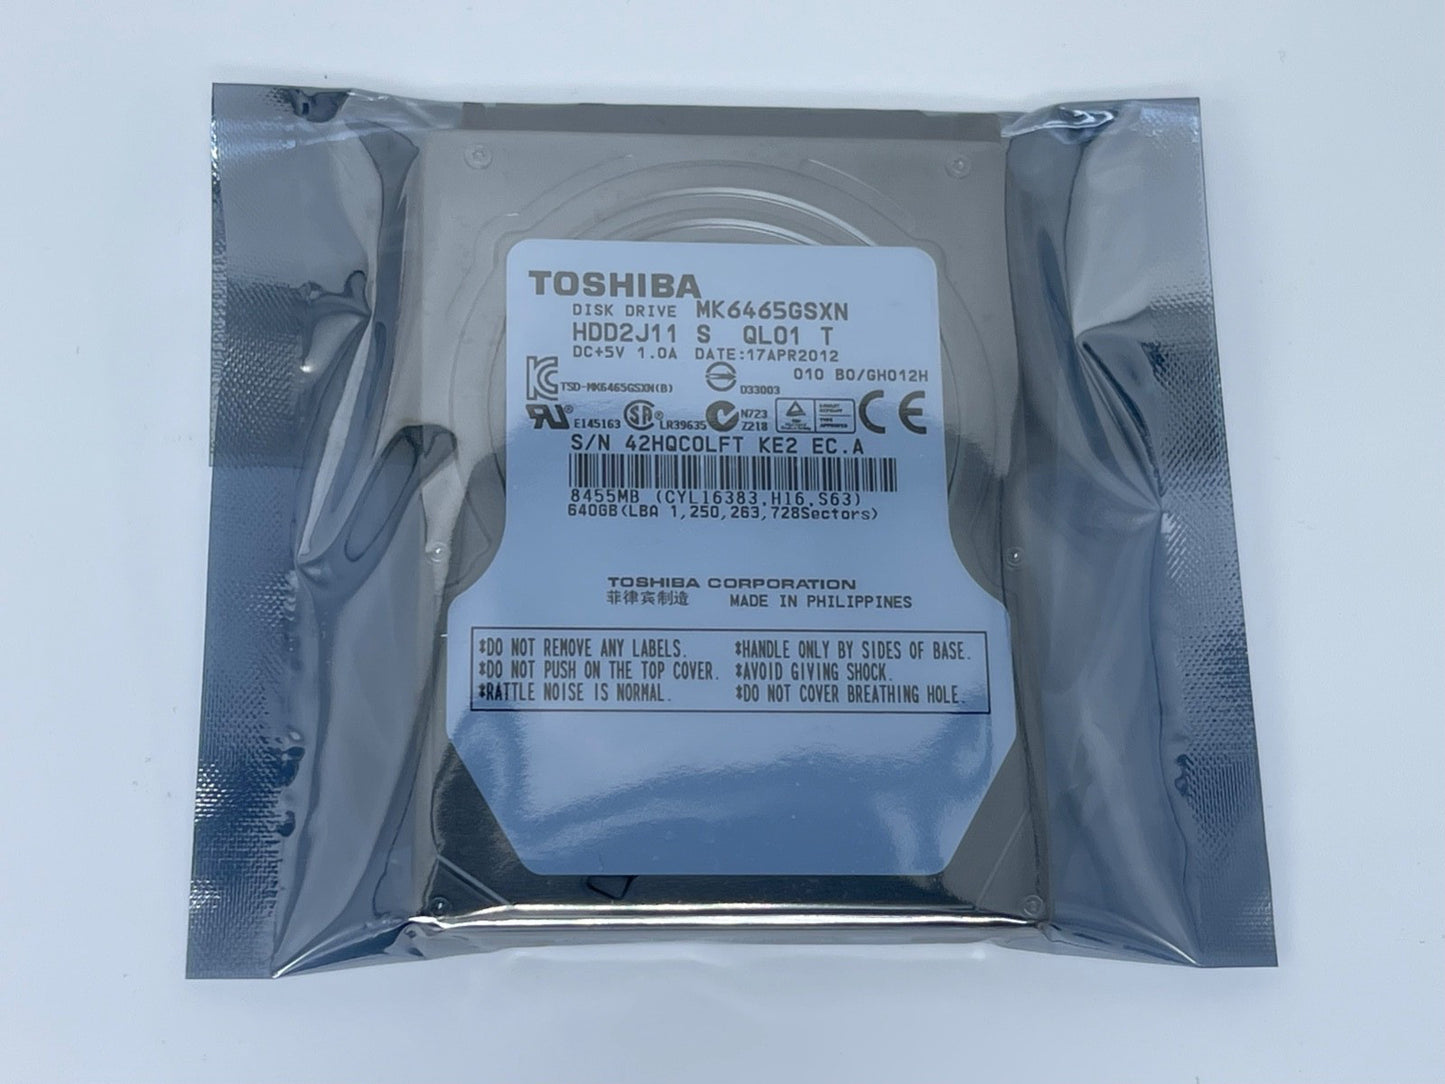 TOSHIBA
DISK DRIVE MK6465GSXN
HDD2J11 S QL01 T
DC+5V 1.0A DATE:17APR2012
010 B0/GH012H
TSD-MK6465GSXN(B) D33003
E145163 LR39635 N723
Z218
CE
S/N 42HQC0LFT KE2 EC.A
8455MB (CYL16383,H16,S63)
640GB(LBA 1,250,263,728Sectors)
TOSHIBA CORPORATION
菲律宾制造 MADE IN PHILIPPINES
*DO NOT REMOVE ANY LABELS. *HANDLE ONLY BY SIDES OF BASE.
*DO NOT PUSH ON THE TOP COVER. *AVOID GIVING SHOCK.
*RATTLE NOISE IS NORMAL. *DO NOT COVER BREATHING HOLE.